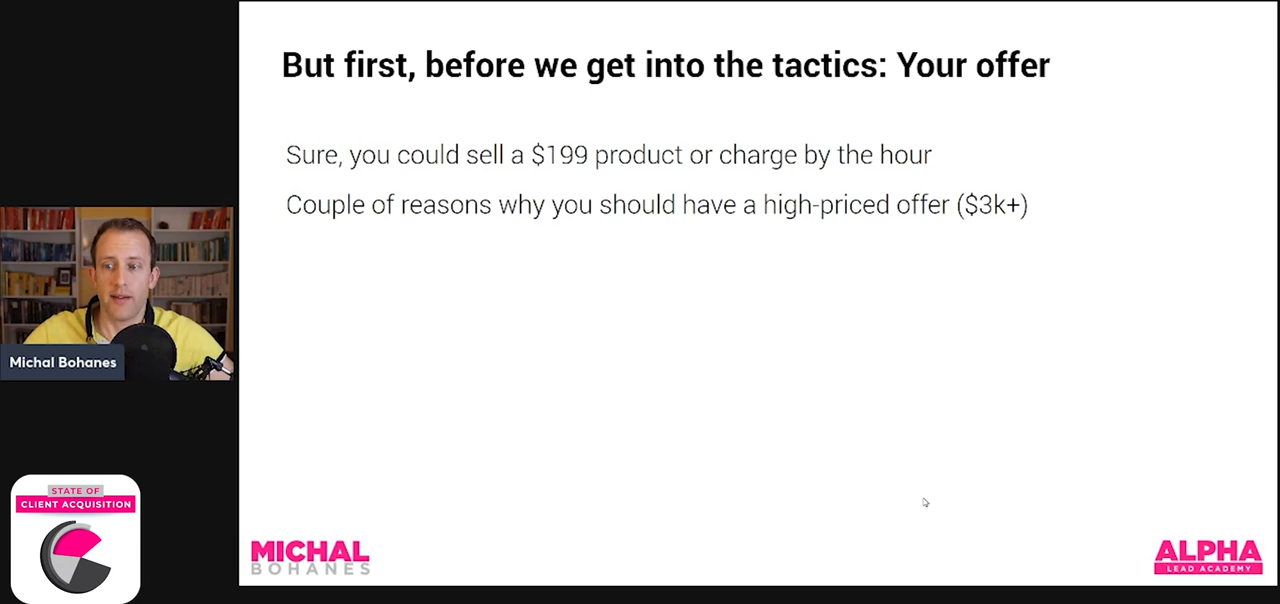 But first, before we get into the tactics: Your offer
Sure, you could sell a $199 product or charge by the hour
Couple of reasons why you should have a high-priced offer ($3k+)
Michal Bohanes
STATE OF
CLIENT ACQUISITION
MICHAL
BOHANES
ALPHA
LEAD ACADEMY